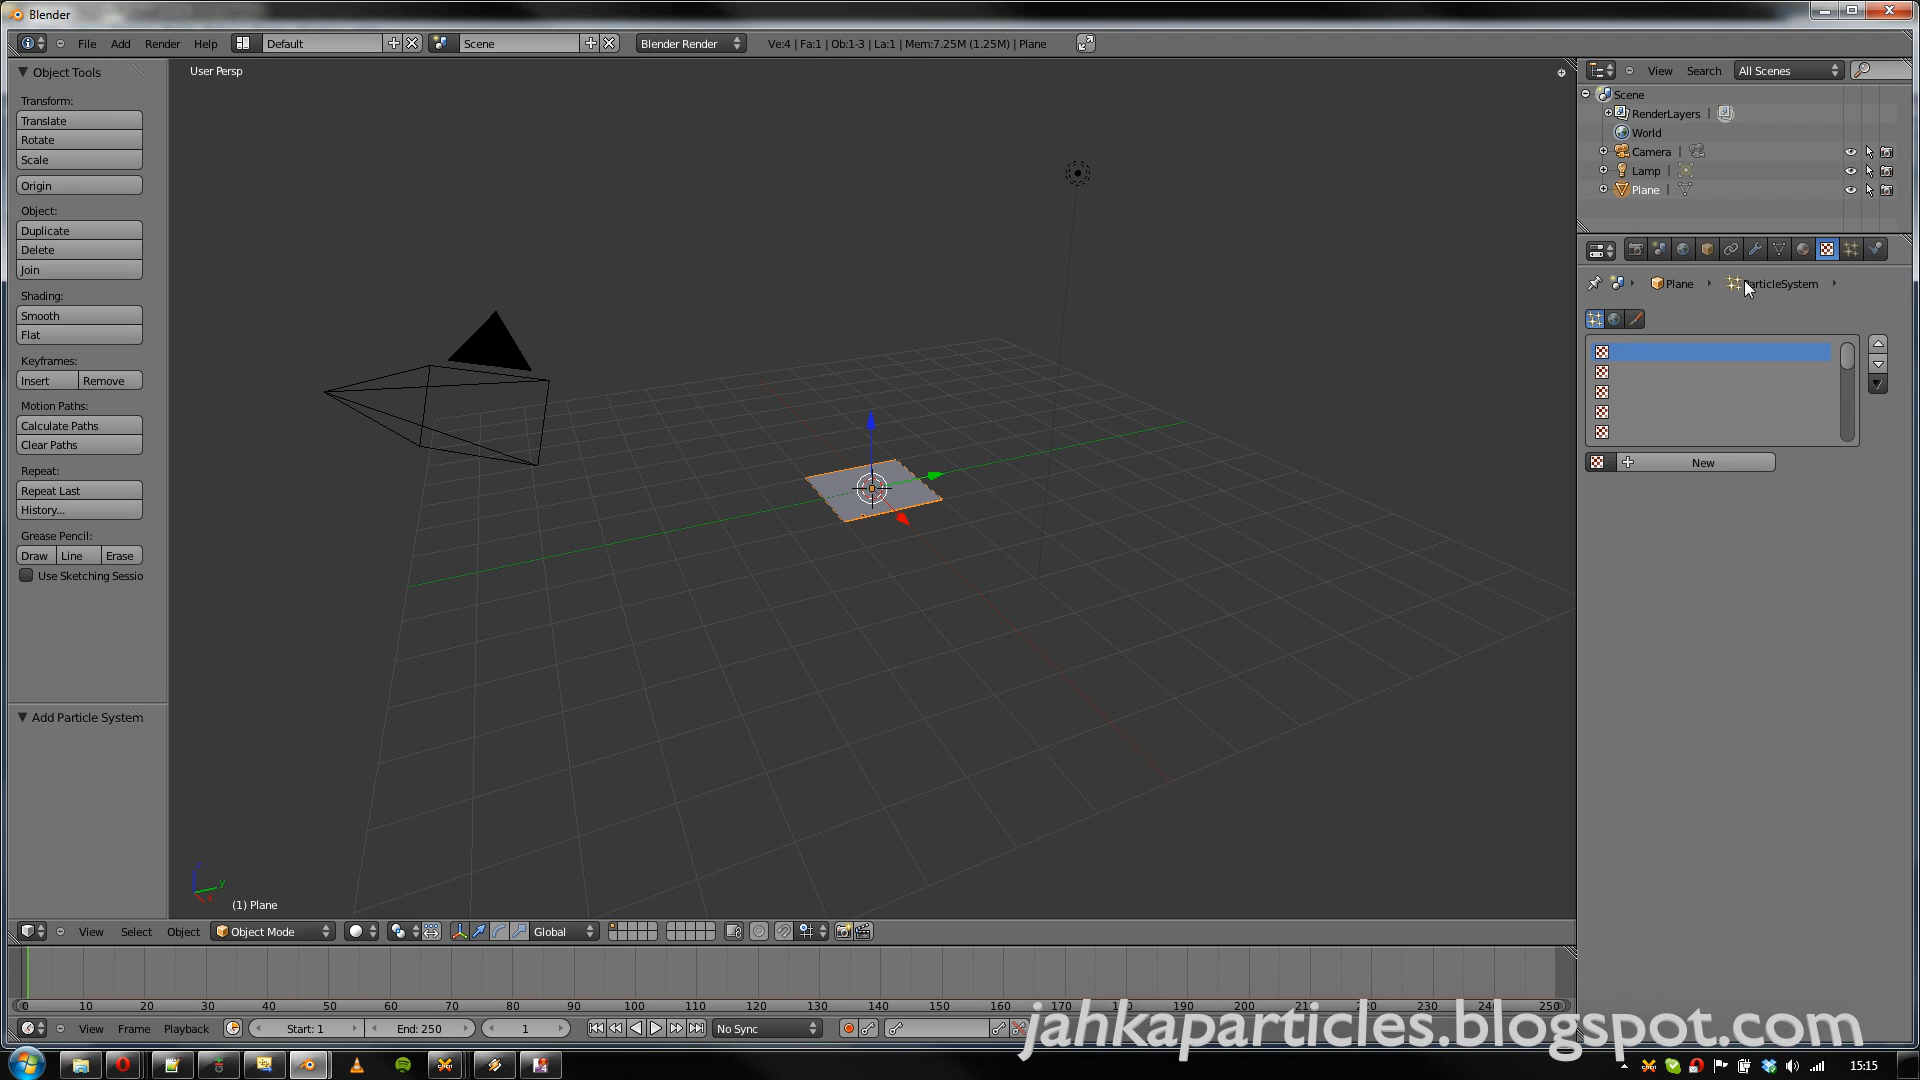 Blender
File Add Render Help Default Scene Blender Render Ve:4 | Fa:1 | Ob:1-3 | La:1 | Mem:7.25M (1.25M) | Plane
Object Tools
Transform:
Translate
Rotate
Scale
Origin
Object:
Duplicate
Delete
Join
Shading:
Smooth
Flat
Keyframes:
Insert Remove
Motion Paths:
Calculate Paths
Clear Paths
Repeat:
Repeat Last
History...
Grease Pencil:
Draw Line Erase
Use Sketching Sessio
Add Particle System
User Persp
y
(1) Plane
View Select Object Object Mode Global
0 10 20 30 40 50 60 70 80 90 100 110 120 130 140 150 160 170 180 190 200 220 230 250
View Frame Playback Start: 1 End: 250 1 No Sync
View Search All Scenes
Scene
RenderLayers |
World
Camera |
Lamp |
Plane |
Plane ParticleSystem
New
jahkaparticles.blogspot.com
15:15